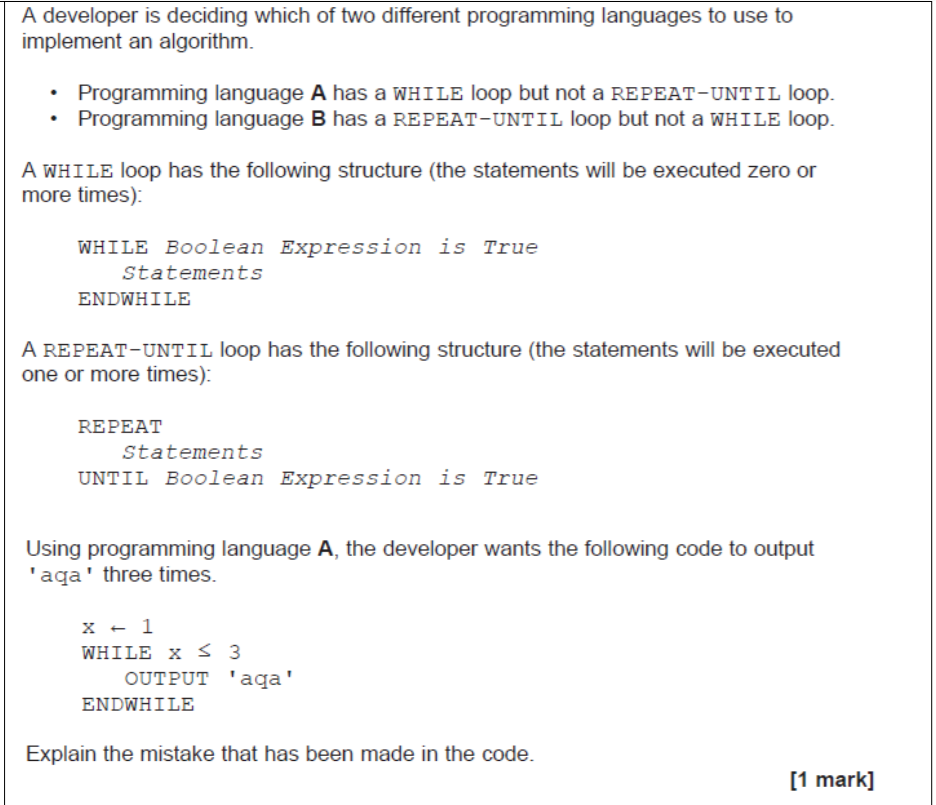 A developer is deciding which of two different programming languages to use to
implement an algorithm.
• Programming language A has a WHILE loop but not a REPEAT-UNTIL loop.
• Programming language B has a REPEAT-UNTIL loop but not a WHILE loop.
A WHILE loop has the following structure (the statements will be executed zero or
more times):
WHILE Boolean Expression is True
Statements
ENDWHILE
A REPEAT-UNTIL loop has the following structure (the statements will be executed
one or more times):
REPEAT
Statements
UNTIL Boolean Expression is True
Using programming language A, the developer wants the following code to output
'aqa' three times.
x ← 1
WHILE x ≤ 3
OUTPUT 'aqa'
ENDWHILE
Explain the mistake that has been made in the code.
[1 mark]